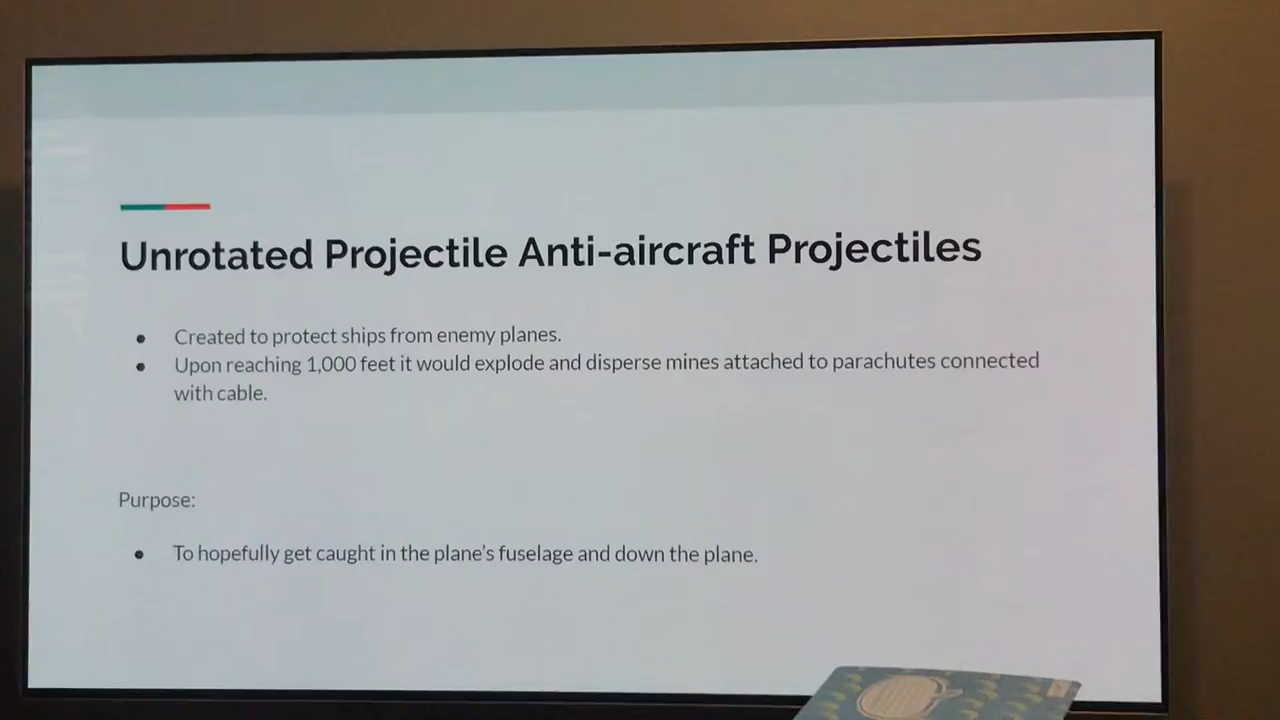 Unrotated Projectile Anti-aircraft Projectiles
● Created to protect ships from enemy planes.
● Upon reaching 1,000 feet it would explode and disperse mines attached to parachutes connected
with cable.
Purpose:
● To hopefully get caught in the plane's fuselage and down the plane.